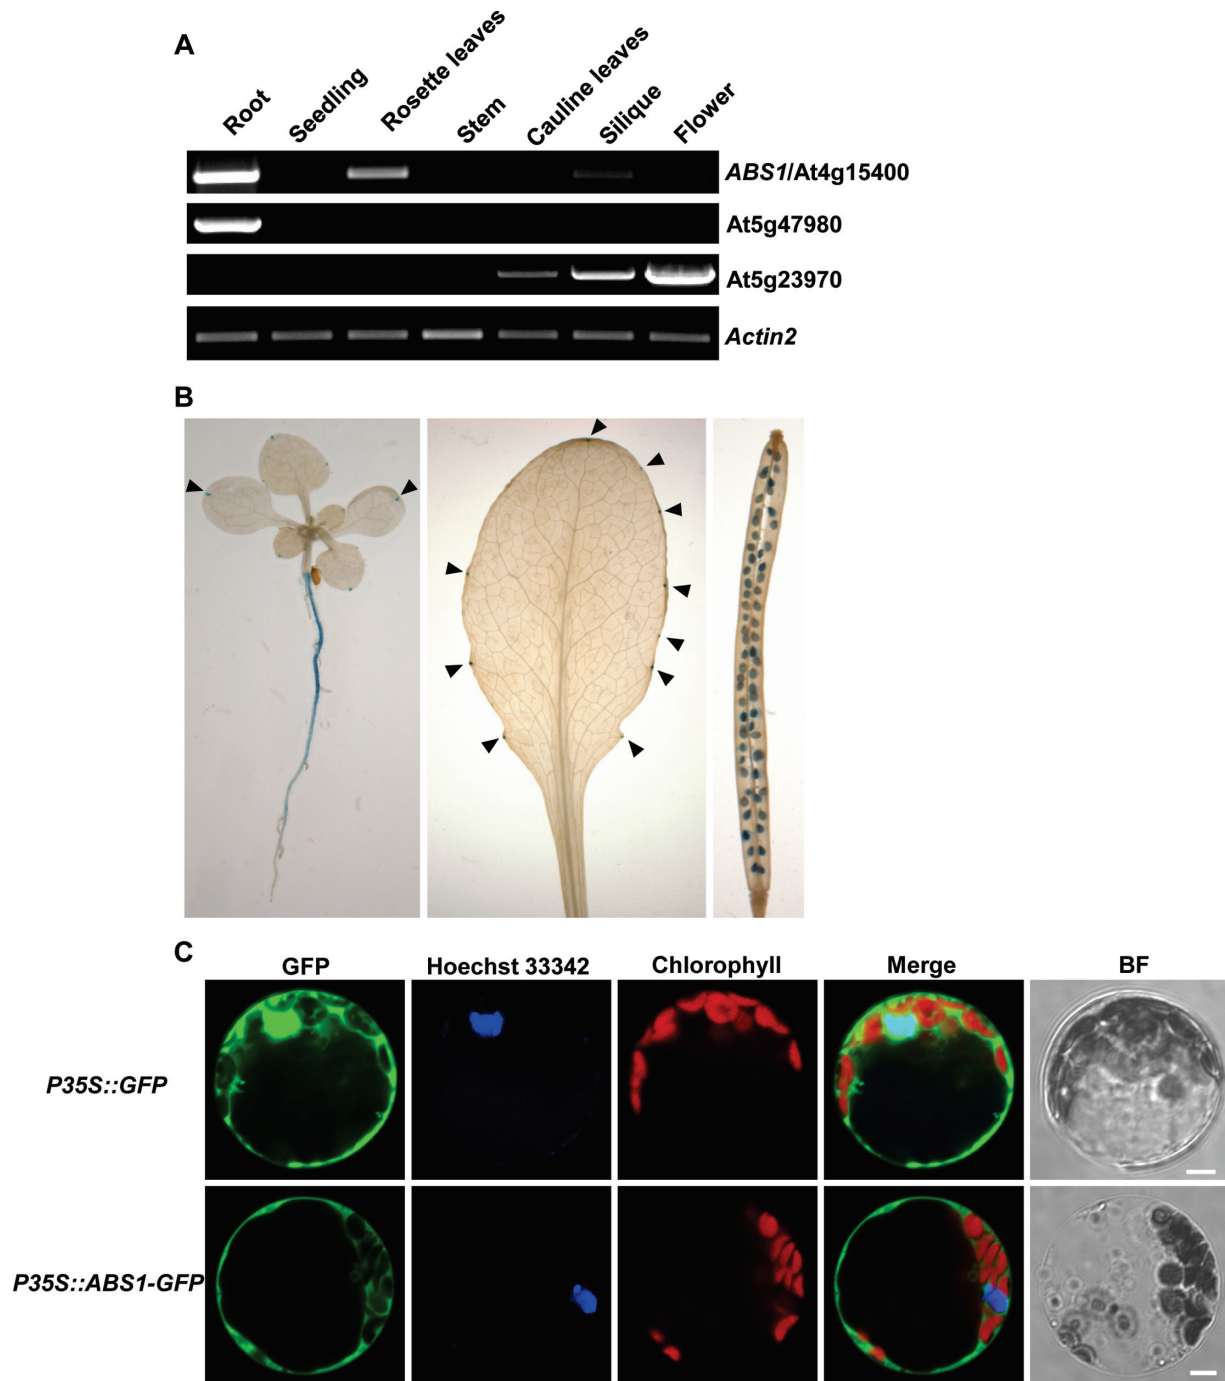 A
Root
Seedling
Rosette leaves
Stem
Cauline leaves
Silique
Flower
ABS1/At4g15400
At5g47980
At5g23970
Actin2
B
C
GFP
Hoechst 33342
Chlorophyll
Merge
BF
P35S::GFP
P35S::ABS1-GFP